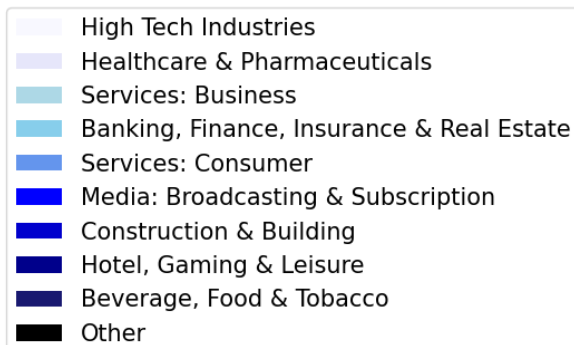 High Tech Industries
Healthcare & Pharmaceuticals
Services: Business
Banking, Finance, Insurance & Real Estate
Services: Consumer
Media: Broadcasting & Subscription
Construction & Building
Hotel, Gaming & Leisure
Beverage, Food & Tobacco
Other